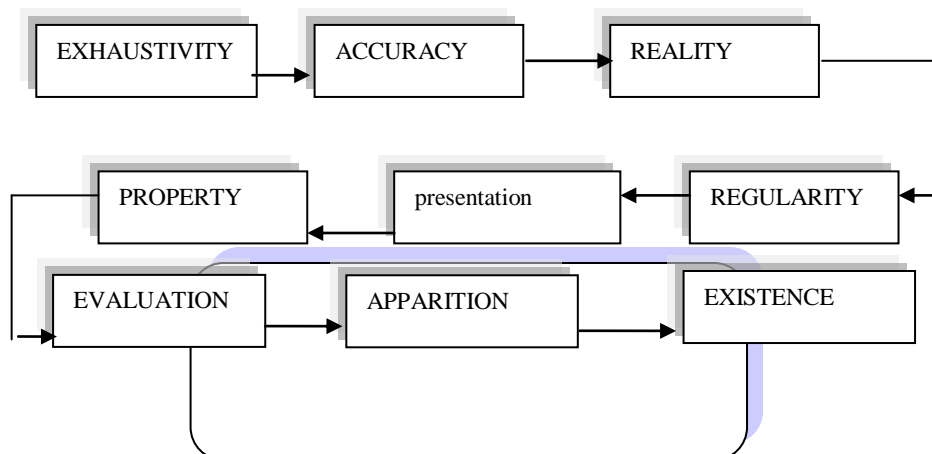 EXHAUSTIVITY
ACCURACY
REALITY
REGULARITY
presentation
PROPERTY
EVALUATION
APPARITION
EXISTENCE